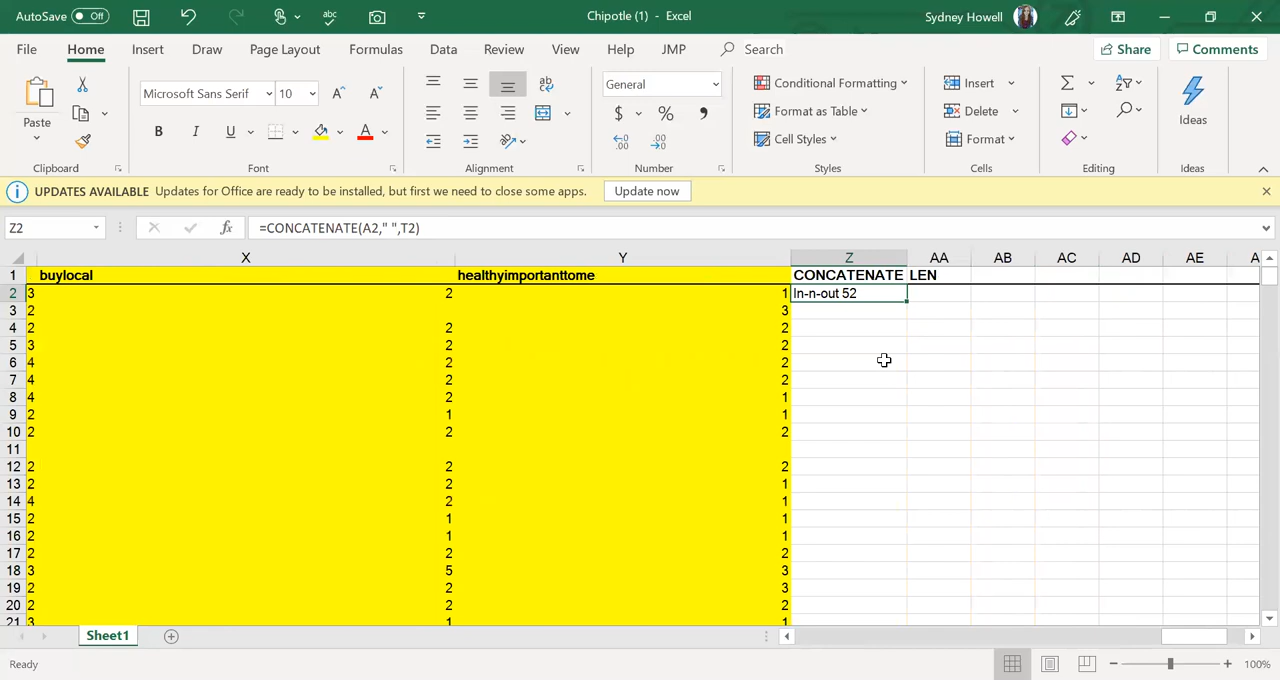 AutoSave Off Chipotle (1) - Excel Sydney Howell
File Home Insert Draw Page Layout Formulas Data Review View Help JMP Search Share Comments
Paste Microsoft Sans Serif 10 A^ A˅ B I U A ab General $ % , Conditional Formatting Format as Table Cell Styles Insert Delete Format Ideas
Clipboard Font Alignment Number Styles Cells Editing Ideas
UPDATES AVAILABLE Updates for Office are ready to be installed, but first we need to close some apps. Update now
Z2 fx =CONCATENATE(A2," ",T2)
X Y Z AA AB AC AD AE A
1 buylocal healthyimportanttome CONCATENATE LEN
2 3 2 1 In-n-out 52
3 2 3
4 2 2 2
5 3 2 2
6 4 2 2
7 4 2 2
8 4 2 1
9 2 1 1
10 2 2 2
11
12 2 2 2
13 2 2 1
14 4 2 1
15 2 1 1
16 2 1 1
17 2 2 2
18 3 5 3
19 2 2 3
20 2 2 2
21 3 1 1
Sheet1
Ready 100%